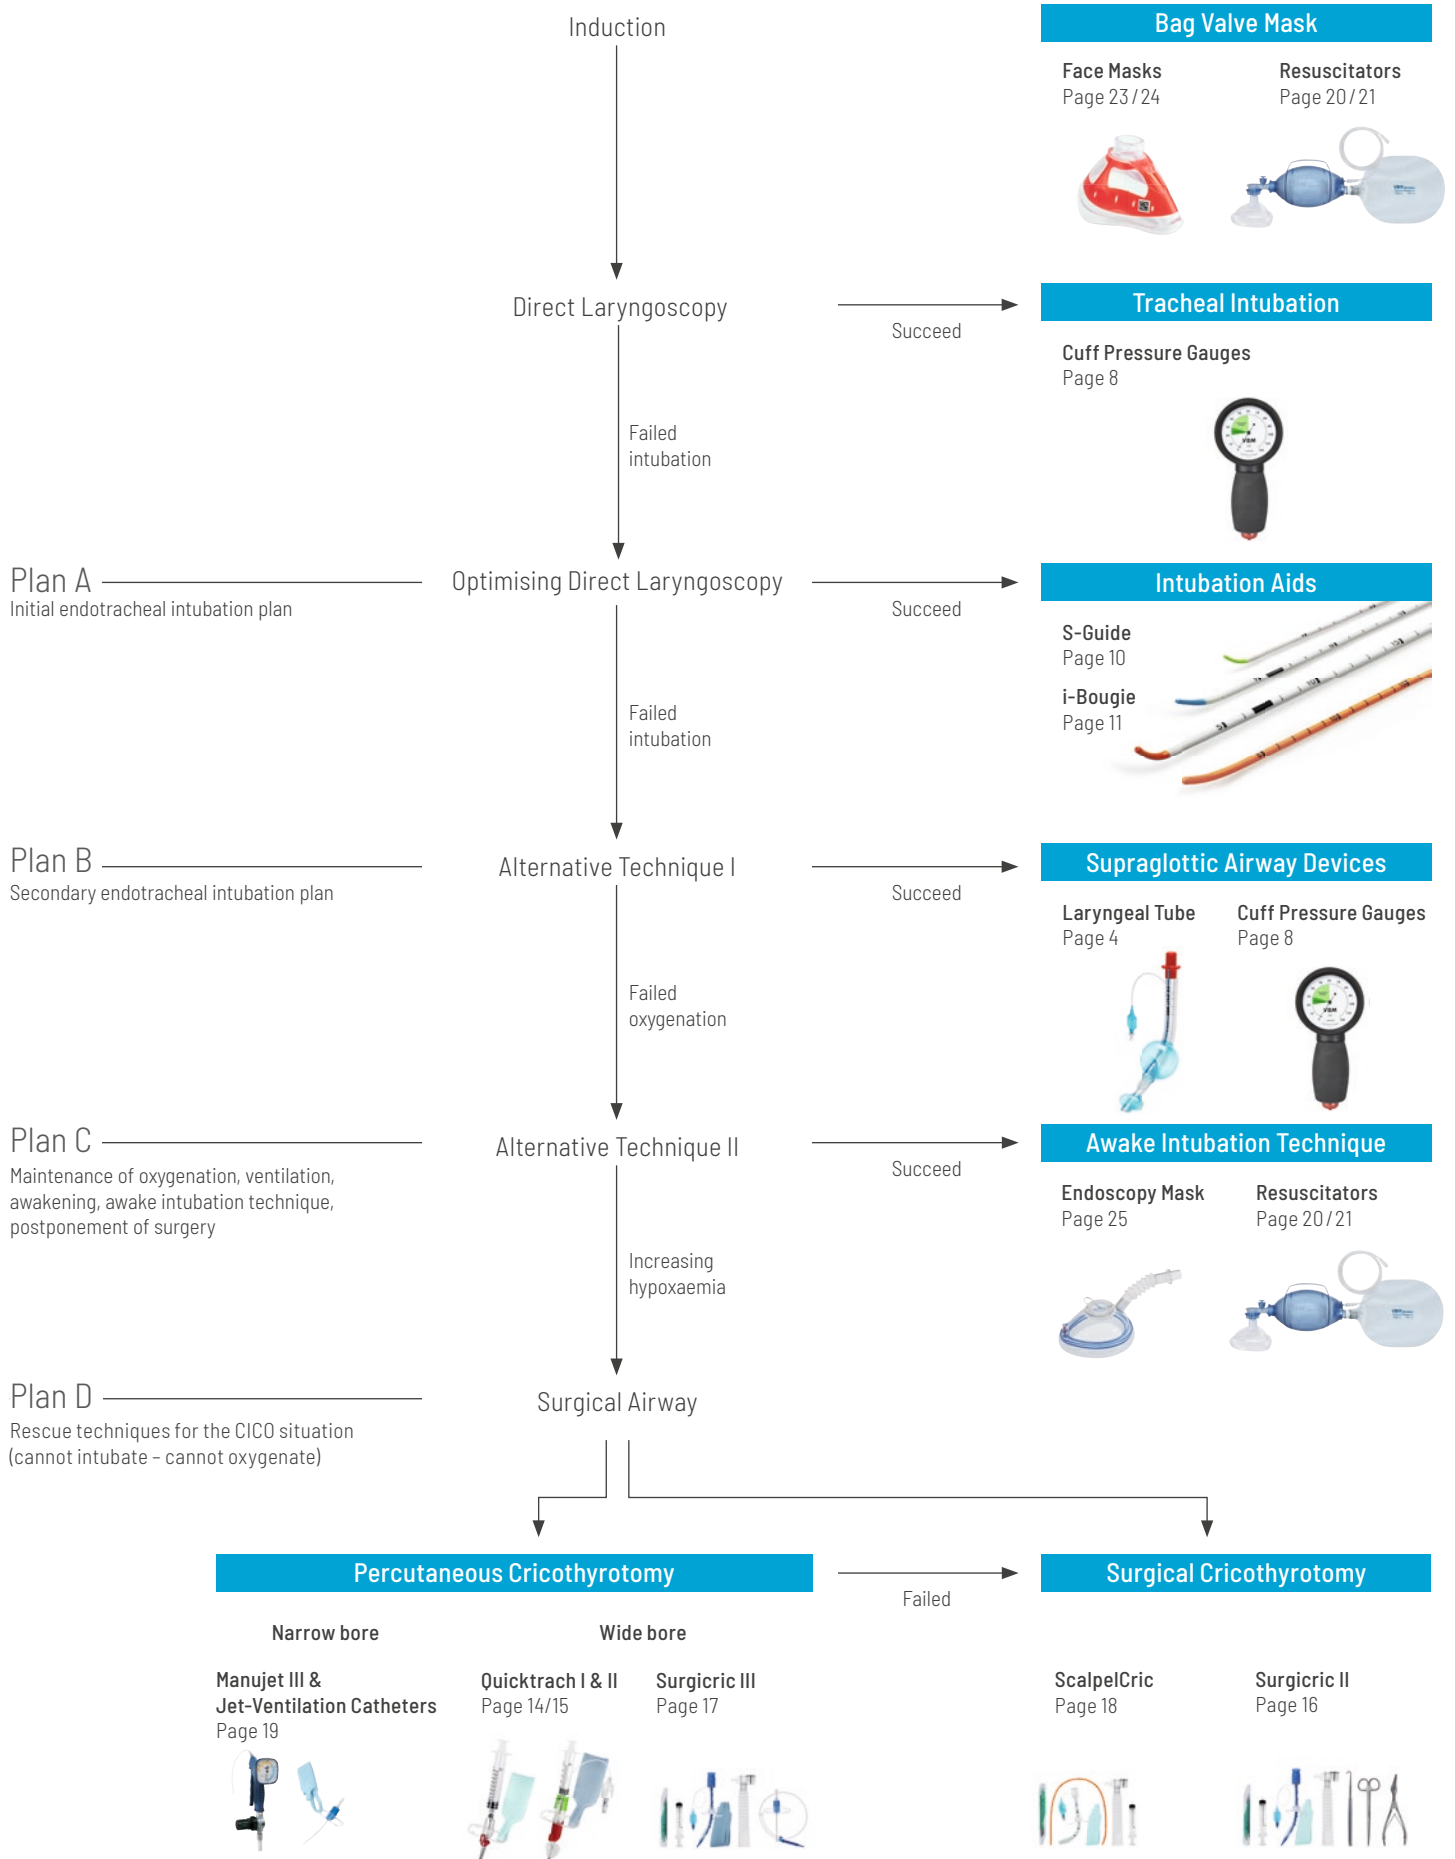 Induction
Bag Valve Mask
Face Masks
Page 23/24
Resuscitators
Page 20/21
Direct Laryngoscopy
Succeed
Tracheal Intubation
Cuff Pressure Gauges
Page 8
VBM
Failed
intubation
Plan A
Initial endotracheal intubation plan
Optimising Direct Laryngoscopy
Succeed
Intubation Aids
S-Guide
Page 10
i-Bougie
Page 11
Failed
intubation
Plan B
Secondary endotracheal intubation plan
Alternative Technique I
Succeed
Supraglottic Airway Devices
Laryngeal Tube
Page 4
Cuff Pressure Gauges
Page 8
VBM
Failed
oxygenation
Plan C
Maintenance of oxygenation, ventilation,
awakening, awake intubation technique,
postponement of surgery
Alternative Technique II
Succeed
Awake Intubation Technique
Endoscopy Mask
Page 25
Resuscitators
Page 20/21
Increasing
hypoxaemia
Plan D
Rescue techniques for the CICO situation
(cannot intubate – cannot oxygenate)
Surgical Airway
Percutaneous Cricothyrotomy
Failed
Surgical Cricothyrotomy
Narrow bore
Wide bore
Manujet III &
Jet-Ventilation Catheters
Page 19
Quicktrach I & II
Page 14/15
Surgicric III
Page 17
ScalpelCric
Page 18
Surgicric II
Page 16